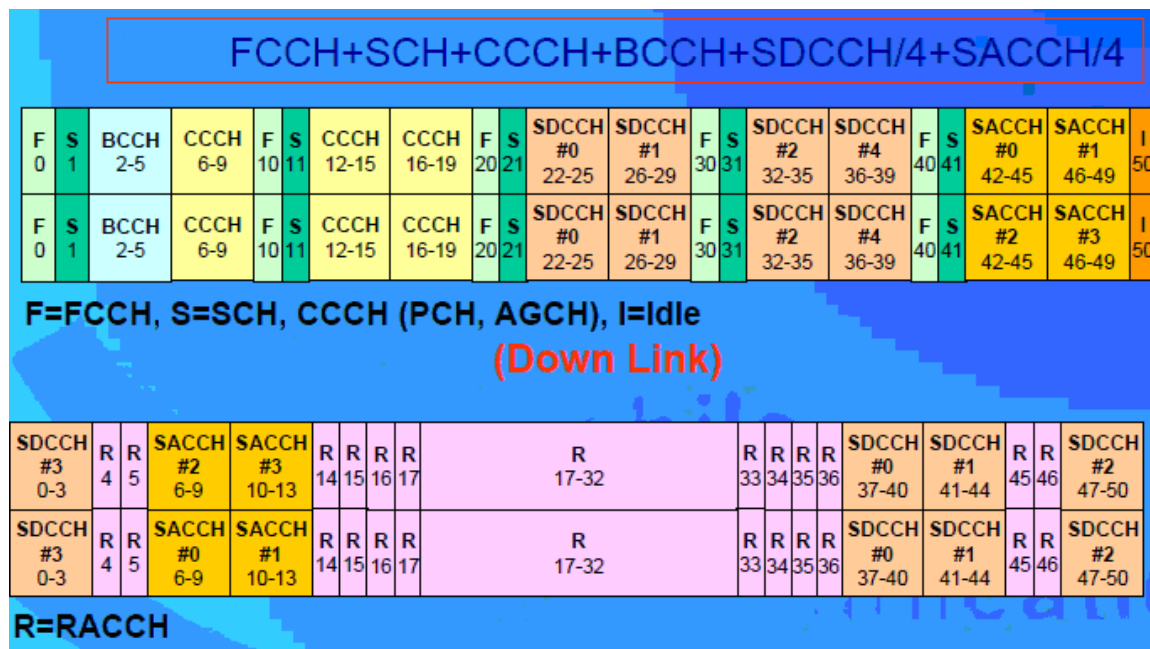 FCCH+SCH+CCCH+BCCH+SDCCH/4+SACCH/4
F 0 S 1 BCCH 2-5 CCCH 6-9 F 10 S 11 CCCH 12-15 CCCH 16-19 F 20 S 21 SDCCH #0 22-25 SDCCH #1 26-29 F 30 S 31 SDCCH #2 32-35 SDCCH #4 36-39 F 40 S 41 SACCH #0 42-45 SACCH #1 46-49 I 50
F 0 S 1 BCCH 2-5 CCCH 6-9 F 10 S 11 CCCH 12-15 CCCH 16-19 F 20 S 21 SDCCH #0 22-25 SDCCH #1 26-29 F 30 S 31 SDCCH #2 32-35 SDCCH #4 36-39 F 40 S 41 SACCH #2 42-45 SACCH #3 46-49 I 50
F=FCCH, S=SCH, CCCH (PCH, AGCH), I=Idle
(Down Link)
SDCCH #3 0-3 R 4 R 5 SACCH #2 6-9 SACCH #3 10-13 R 14 R 15 R 16 R 17 R 17-32 R 33 R 34 R 35 R 36 SDCCH #0 37-40 SDCCH #1 41-44 R 45 R 46 SDCCH #2 47-50
SDCCH #3 0-3 R 4 R 5 SACCH #0 6-9 SACCH #1 10-13 R 14 R 15 R 16 R 17 R 17-32 R 33 R 34 R 35 R 36 SDCCH #0 37-40 SDCCH #1 41-44 R 45 R 46 SDCCH #2 47-50
R=RACCH